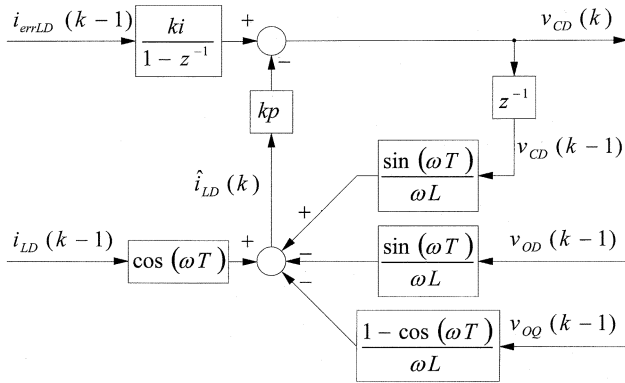 i_errLD (k−1)
ki
1 − z⁻¹
+
−
v_CD (k)
z⁻¹
kp
v_CD (k − 1)
î_LD (k)
sin (ωT)
ωL
+
i_LD (k−1)
cos (ωT)
+
−
sin (ωT)
ωL
v_OD (k−1)
−
1 − cos (ωT)
ωL
v_OQ (k−1)